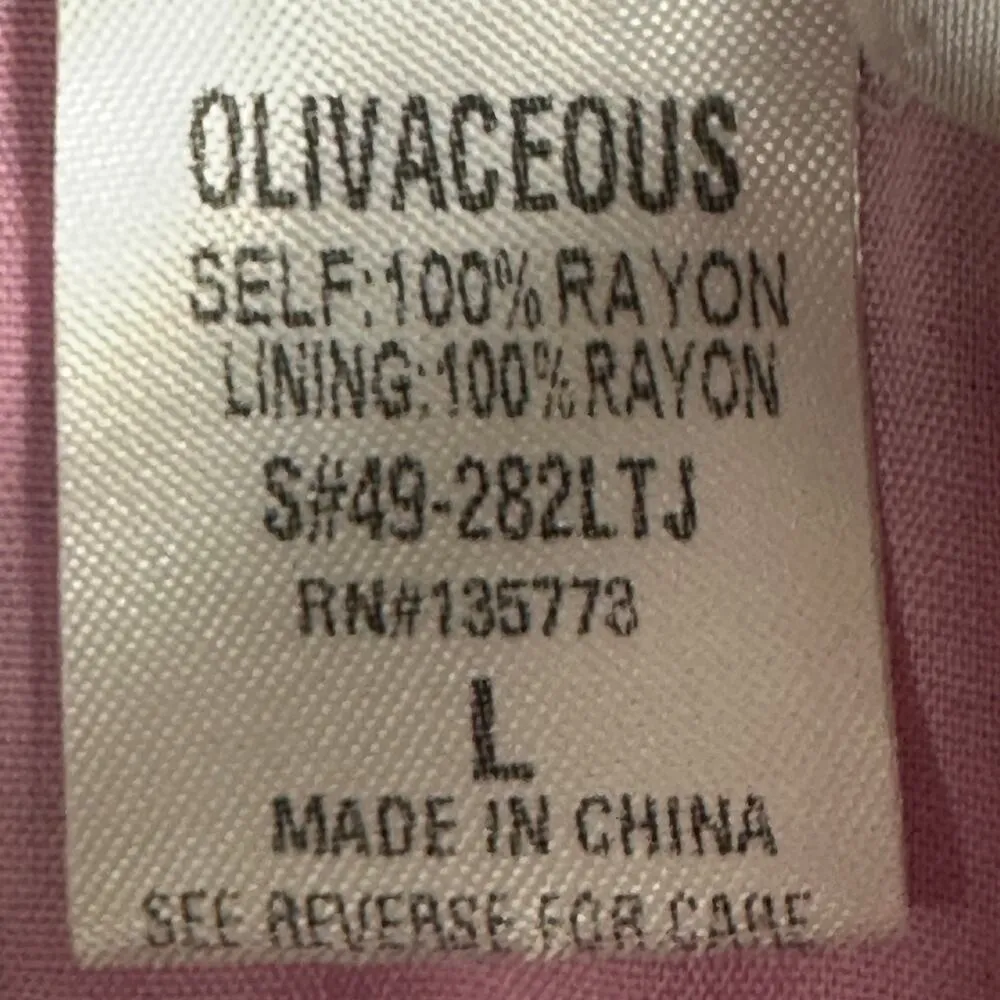 OLIVACEOUS
SELF:100% RAYON
LINING:100% RAYON
S#49-282LTJ
RN#135773
L
MADE IN CHINA
SEE REVERSE FOR CARE